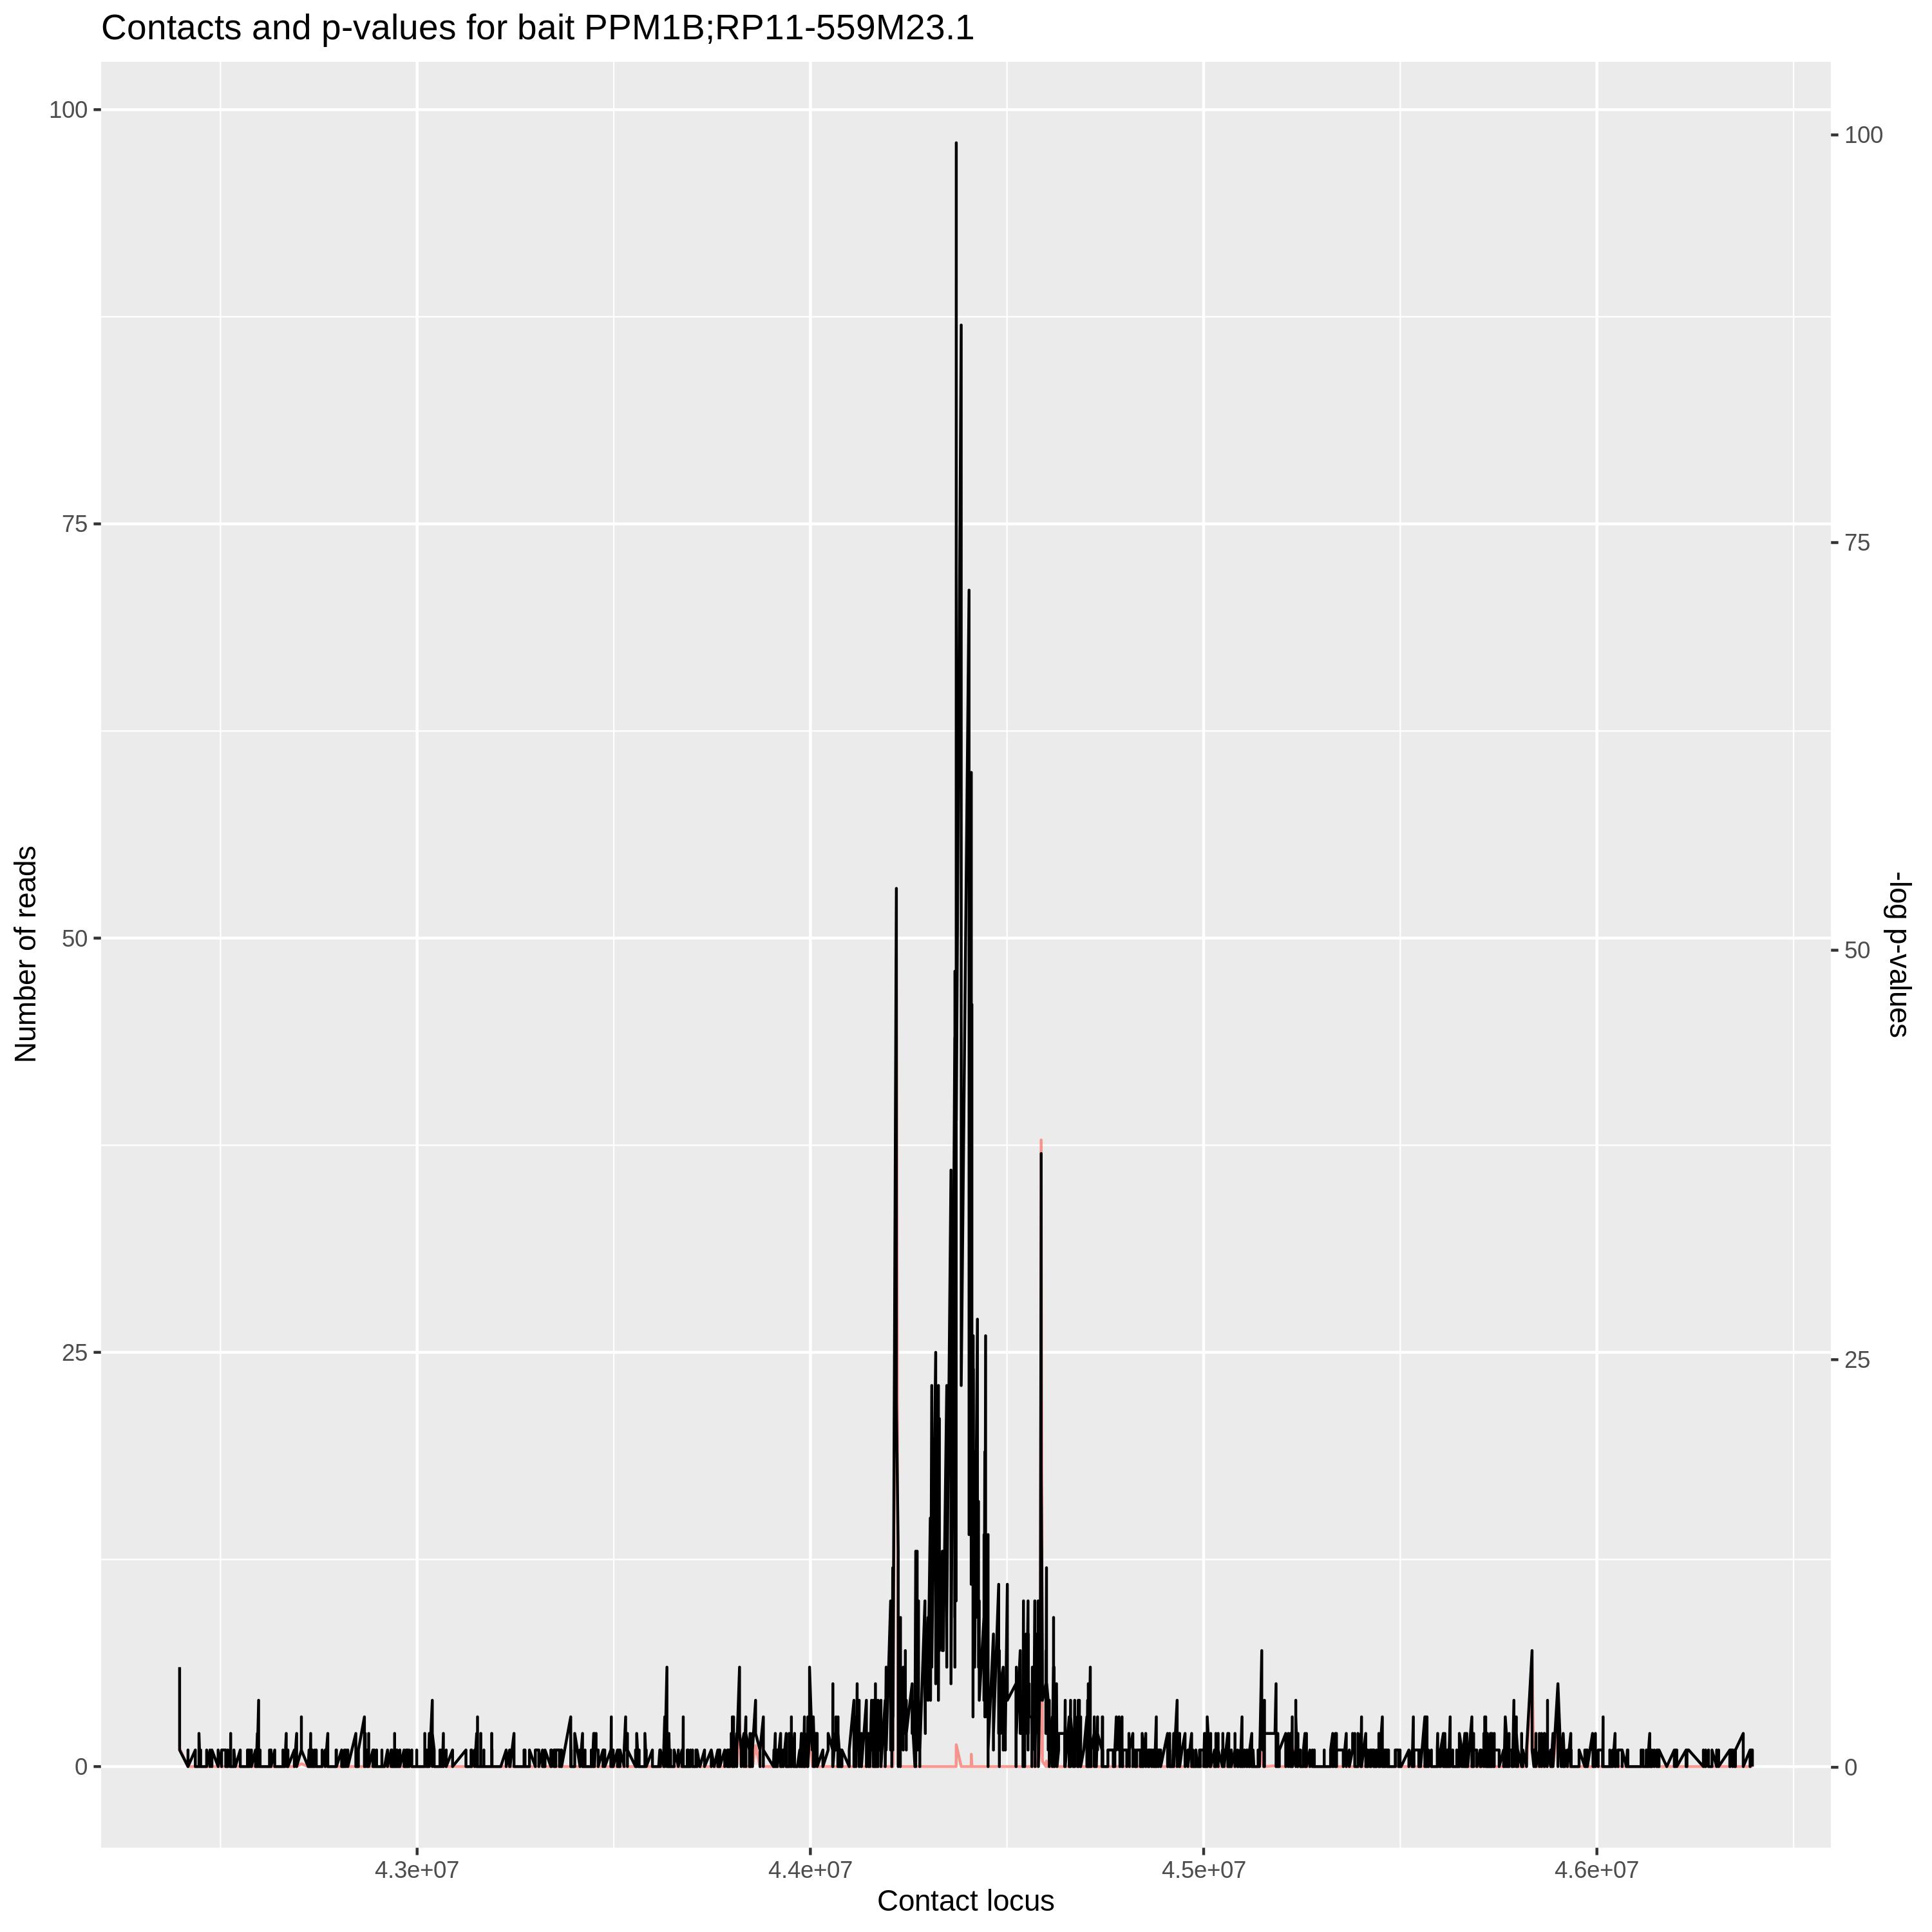 Contacts and p-values for bait PPM1B;RP11-559M23.1
100
75
50
25
0
Number of reads
100
75
50
25
0
-log p-values
4.3e+07 4.4e+07 4.5e+07 4.6e+07
Contact locus